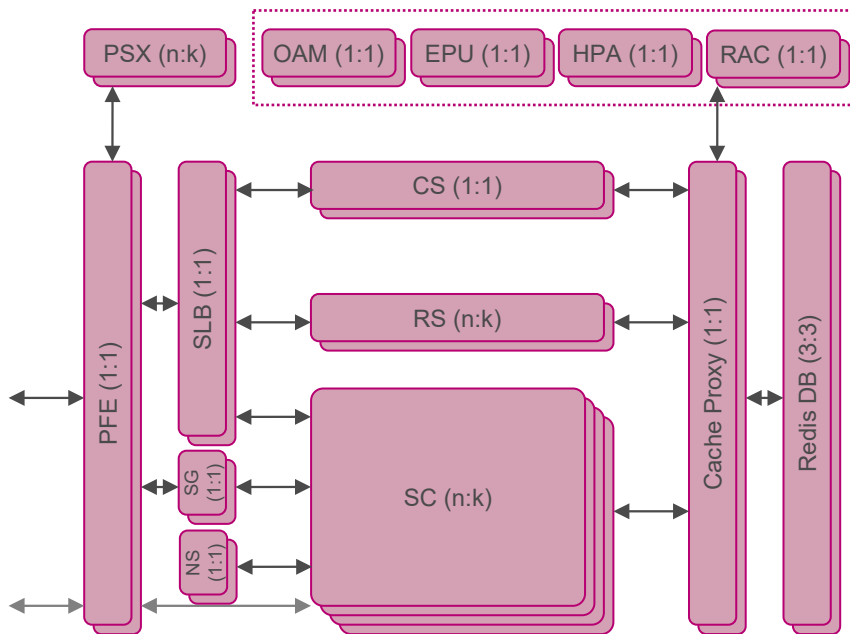 PSX (n:k)
OAM (1:1)
EPU (1:1)
HPA (1:1)
RAC (1:1)
PFE (1:1)
SLB (1:1)
CS (1:1)
RS (n:k)
SG
(1:1)
NS
(1:1)
SC (n:k)
Cache Proxy (1:1)
Redis DB (3:3)